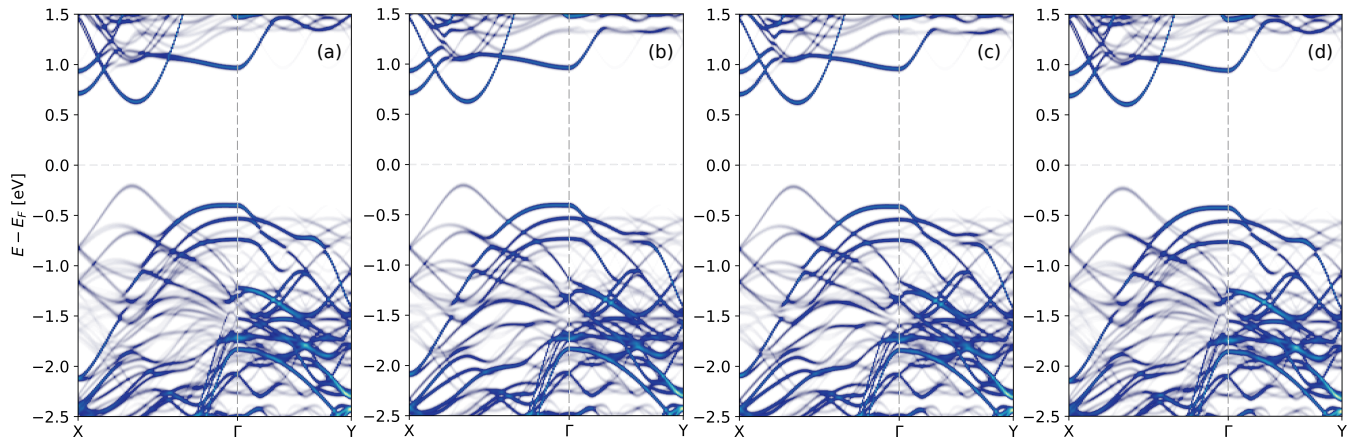 (a) (b) (c) (d)
1.5 1.5 1.5 1.5
1.0 1.0 1.0 1.0
0.5 0.5 0.5 0.5
0.0 0.0 0.0 0.0
−0.5 −0.5 −0.5 −0.5
−1.0 −1.0 −1.0 −1.0
−1.5 −1.5 −1.5 −1.5
−2.0 −2.0 −2.0 −2.0
−2.5 −2.5 −2.5 −2.5
E − E_F [eV]
X Γ Y X Γ Y X Γ Y X Γ Y